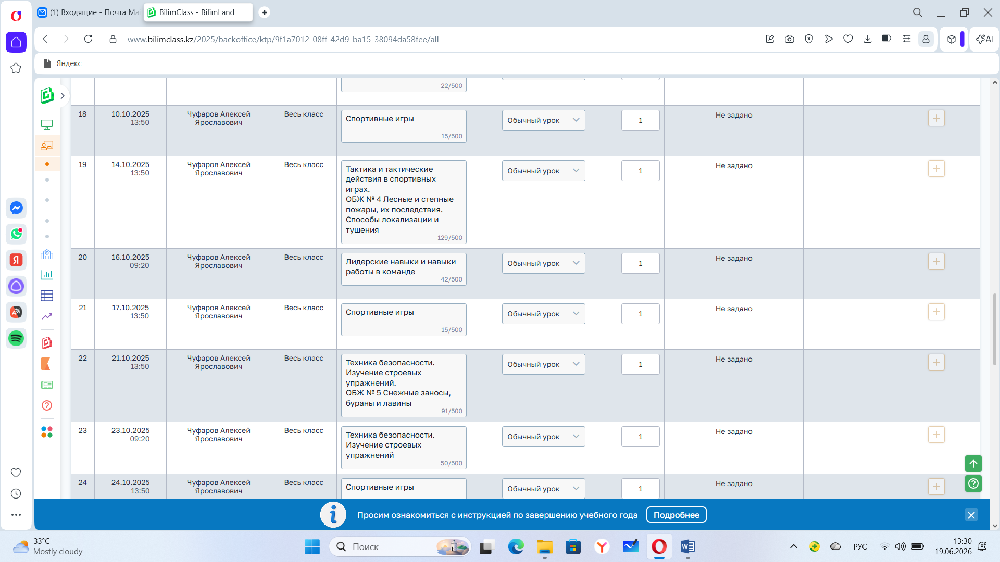 (1) Входящие - Почта Mai
BilimClass - BilimLand
www.bilimclass.kz/2025/backoffice/ktp/9f1a7012-08ff-42d9-ba15-38094da58fee/all
AI
Яндекс
22/500
18
10.10.2025
13:50
Чуфаров Алексей
Ярославович
Весь класс
Спортивные игры
15/500
Обычный урок
1
Не задано
19
14.10.2025
13:50
Чуфаров Алексей
Ярославович
Весь класс
Тактика и тактические
действия в спортивных
играх.
ОБЖ № 4 Лесные и степные
пожары, их последствия.
Способы локализации и
тушения
129/500
Обычный урок
1
Не задано
20
16.10.2025
09:20
Чуфаров Алексей
Ярославович
Весь класс
Лидерские навыки и навыки
работы в команде
42/500
Обычный урок
1
Не задано
21
17.10.2025
13:50
Чуфаров Алексей
Ярославович
Весь класс
Спортивные игры
15/500
Обычный урок
1
Не задано
22
21.10.2025
13:50
Чуфаров Алексей
Ярославович
Весь класс
Техника безопасности.
Изучение строевых
упражнений.
ОБЖ № 5 Снежные заносы,
бураны и лавины
91/500
Обычный урок
1
Не задано
23
23.10.2025
09:20
Чуфаров Алексей
Ярославович
Весь класс
Техника безопасности.
Изучение строевых
упражнений
50/500
Обычный урок
1
Не задано
24
24.10.2025
13:50
Чуфаров Алексей
Ярославович
Весь класс
Спортивные игры
Обычный урок
1
Не задано
Просим ознакомиться с инструкцией по завершению учебного года
Подробнее
33°C
Mostly cloudy
Поиск
РУС
13:30
19.06.2026